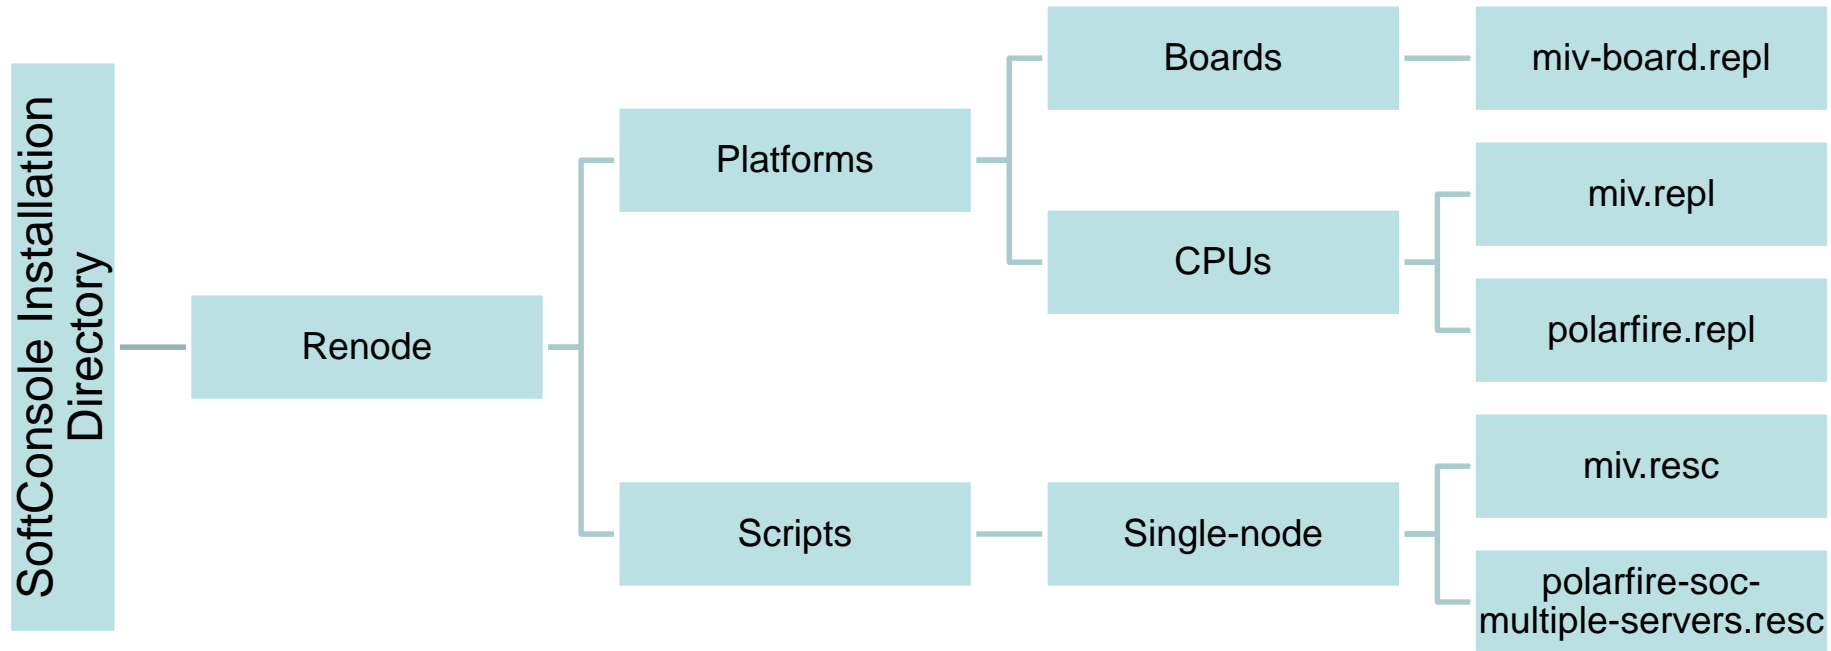 SoftConsole Installation
Directory
Renode
Platforms
Boards
miv-board.repl
CPUs
miv.repl
polarfire.repl
Scripts
Single-node
miv.resc
polarfire-soc-
multiple-servers.resc